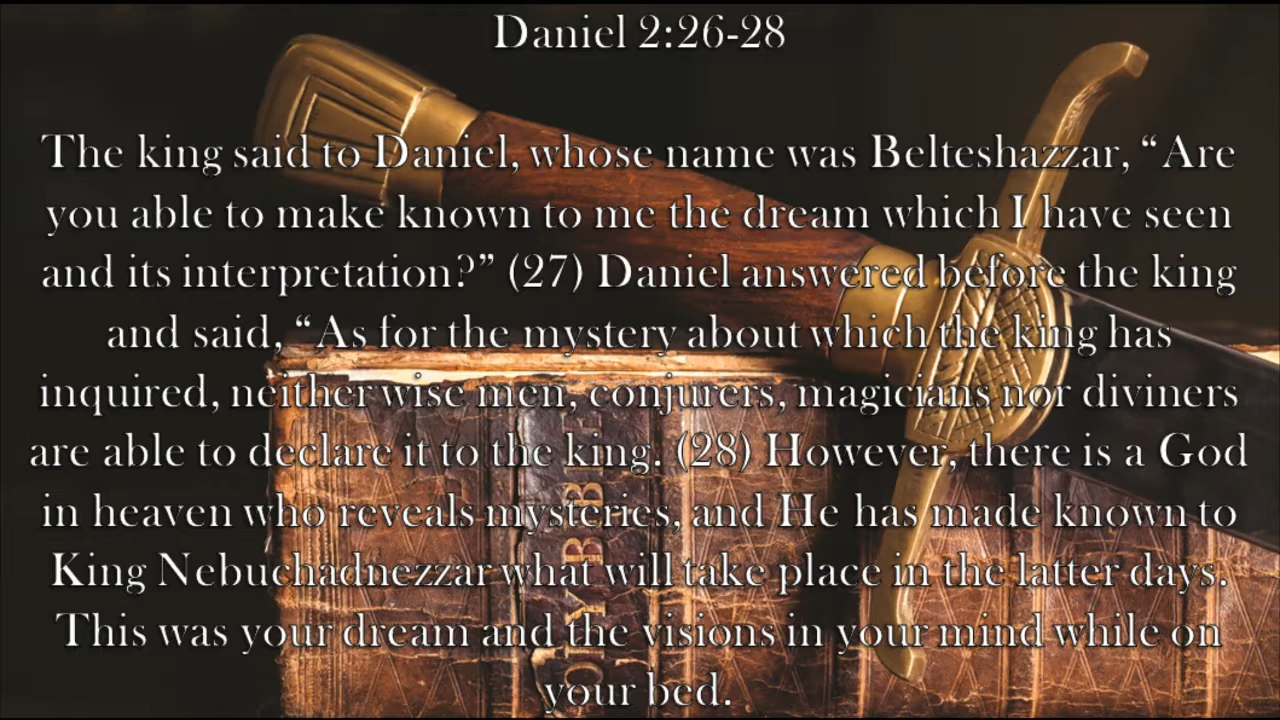 Daniel 2:26-28
The king said to Daniel, whose name was Belteshazzar, “Are
you able to make known to me the dream which I have seen
and its interpretation?” (27) Daniel answered before the king
and said, “As for the mystery about which the king has
inquired, neither wise men, conjurers, magicians nor diviners
are able to declare it to the king. (28) However, there is a God
in heaven who reveals mysteries, and He has made known to
King Nebuchadnezzar what will take place in the latter days.
This was your dream and the visions in your mind while on
your bed.